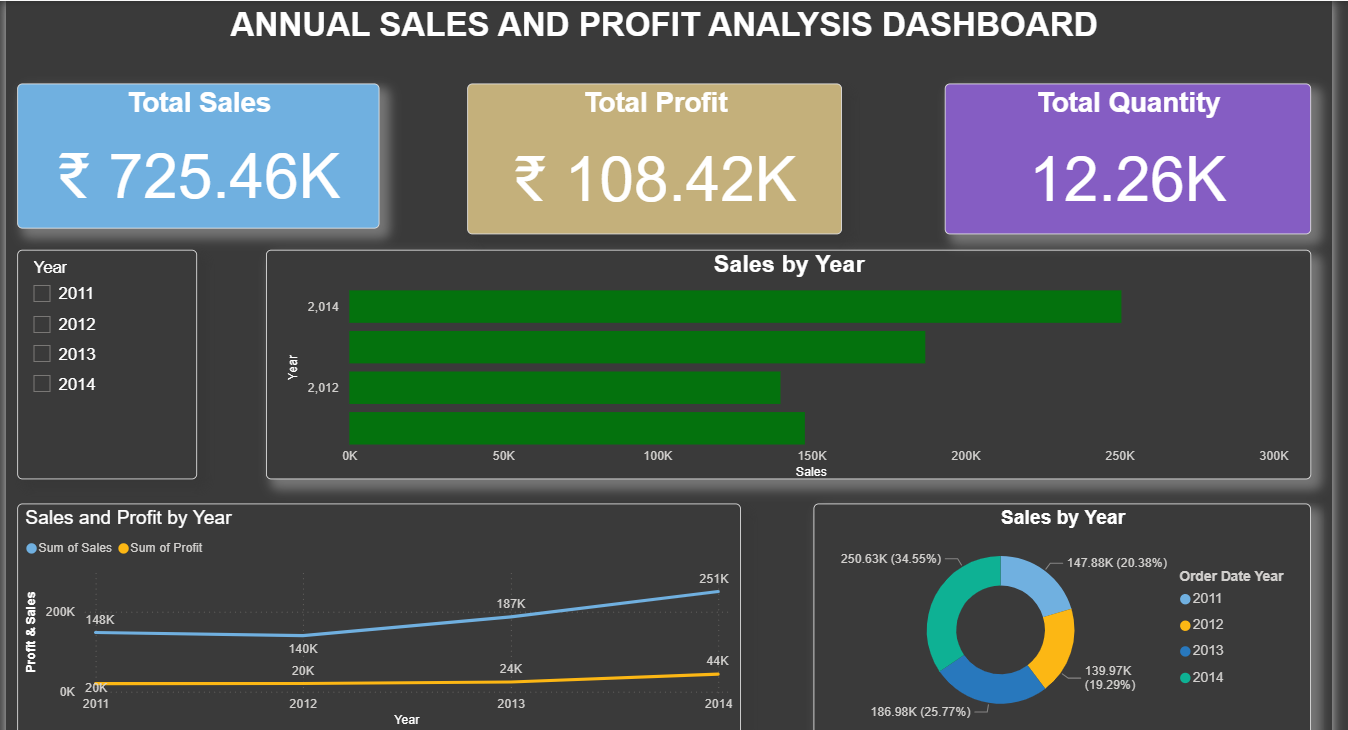 ANNUAL SALES AND PROFIT ANALYSIS DASHBOARD
Total Sales
₹ 725.46K
Total Profit
₹ 108.42K
Total Quantity
12.26K
Year
2011
2012
2013
2014
Sales by Year
Year
2,014
2,012
0K 50K 100K 150K 200K 250K 300K
Sales
Sales and Profit by Year
Sum of Sales Sum of Profit
Profit & Sales
200K
0K
148K
140K
187K
251K
20K
20K
24K
44K
2011 2012 2013 2014
Year
Sales by Year
250.63K (34.55%)
147.88K (20.38%)
139.97K
(19.29%)
186.98K (25.77%)
Order Date Year
2011
2012
2013
2014